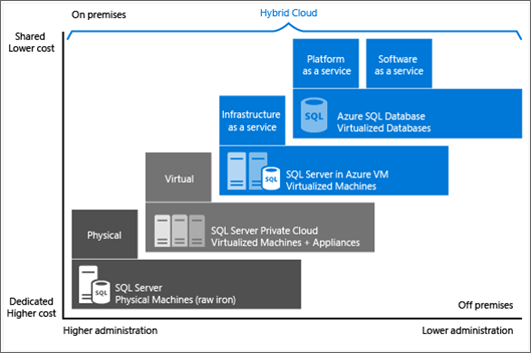 On premises
Hybrid Cloud
Shared
Lower cost
Platform
as a service
Software
as a service
SQL
Azure SQL Database
Virtualized Databases
Infrastructure
as a service
SQL
SQL Server in Azure VM
Virtualized Machines
Virtual
SQL Server Private Cloud
Virtualized Machines + Appliances
Physical
SQL
SQL Server
Physical Machines (raw iron)
Dedicated
Higher cost
Off premises
Higher administration
Lower administration